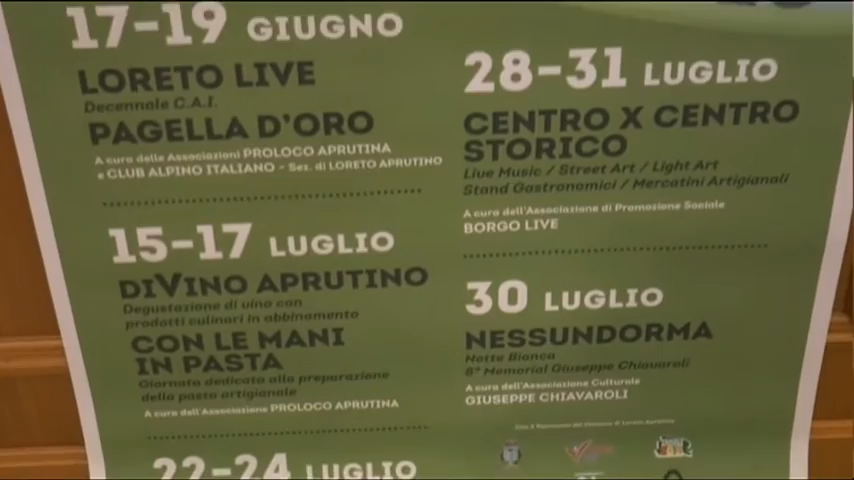 17–19 GIUGNO
LORETO LIVE
Decennale C.A.I.
PAGELLA D'ORO
A cura delle Associazioni PROLOCO APRUTINA
e CLUB ALPINO ITALIANO - Sez. di LORETO APRUTINO
15–17 LUGLIO
DIVINO APRUTINO
Degustazione di vino con
prodotti culinari in abbinamento
CON LE MANI
IN PASTA
Giornata dedicata alla preparazione
della pasta artigianale
A cura dell'Associazione PROLOCO APRUTINA
22–24 LUGLIO
28–31 LUGLIO
CENTRO X CENTRO
STORICO
Live Music / Street Art / Light Art
Stand Gastronomici / Mercatini Artigianali
A cura dell'Associazione di Promozione Sociale
BORGO LIVE
30 LUGLIO
NESSUNDORMA
Notte Bianca
8° Memorial Giuseppe Chiavaroli
A cura dell'Associazione Culturale
GIUSEPPE CHIAVAROLI